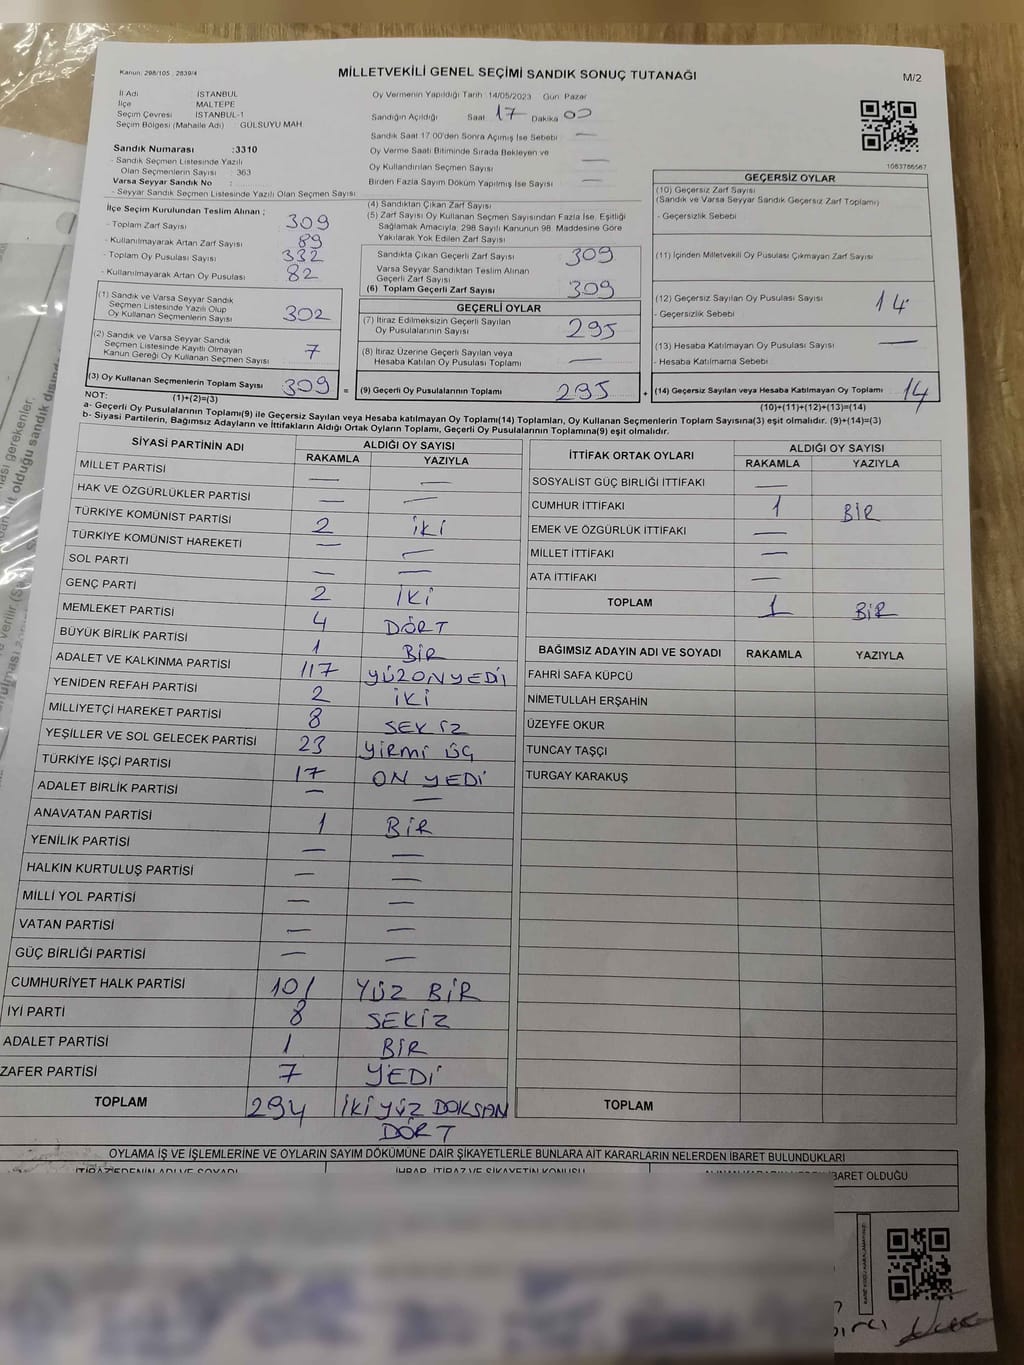 Kanun: 298/105 , 2839/4
MİLLETVEKİLİ GENEL SEÇİMİ SANDIK SONUÇ TUTANAĞI
M/2
İl Adı : İSTANBUL
İlçe : MALTEPE
Seçim Çevresi : İSTANBUL-1
Seçim Bölgesi (Mahalle Adı) : GÜLSUYU MAH.
Oy Vermenin Yapıldığı Tarih : 14/05/2023 Gün: Pazar
Sandığın Açıldığı Saat 17 Dakika 00
Sandık Saat 17:00'den Sonra Açımış İse Sebebi —
Oy Verme Saati Bitiminde Sırada Bekleyen ve
Oy Kullandırılan Seçmen Sayısı —
Birden Fazla Sayım Döküm Yapılmış İse Sayısı —
1083786567
Sandık Numarası : 3310
- Sandık Seçmen Listesinde Yazılı
Olan Seçmenlerin Sayısı : 363
Varsa Seyyar Sandık No :
- Seyyar Sandık Seçmen Listesinde Yazılı Olan Seçmen Sayısı :
İlçe Seçim Kurulundan Teslim Alınan ;
- Toplam Zarf Sayısı 309
- Kullanılmayarak Artan Zarf Sayısı 89
- Toplam Oy Pusulası Sayısı 332
- Kullanılmayarak Artan Oy Pusulası 82
(1) Sandık ve Varsa Seyyar Sandık
Seçmen Listesinde Yazılı Olup
Oy Kullanan Seçmenlerin Sayısı 302
(2) Sandık ve Varsa Seyyar Sandık
Seçmen Listesinde Kayıtlı Olmayan
Kanun Gereği Oy Kullanan Seçmen Sayısı 7
(3) Oy Kullanan Seçmenlerin Toplam Sayısı 309
(1)+(2)=(3)
(4) Sandıktan Çıkan Zarf Sayısı
(5) Zarf Sayısı Oy Kullanan Seçmen Sayısından Fazla İse, Eşitliği
Sağlamak Amacıyla, 298 Sayılı Kanunun 98. Maddesine Göre
Yakılarak Yok Edilen Zarf Sayısı
Sandıkta Çıkan Geçerli Zarf Sayısı 309
Varsa Seyyar Sandıktan Teslim Alınan
Geçerli Zarf Sayısı
(6) Toplam Geçerli Zarf Sayısı 309
GEÇERLİ OYLAR
(7) İtiraz Edilmeksizin Geçerli Sayılan
Oy Pusulalarının Sayısı 295
(8) İtiraz Üzerine Geçerli Sayılan veya
Hesaba Katılan Oy Pusulası Toplamı —
= (9) Geçerli Oy Pusulalarının Toplamı 295
GEÇERSİZ OYLAR
(10) Geçersiz Zarf Sayısı
(Sandık ve Varsa Seyyar Sandık Geçersiz Zarf Toplamı)
- Geçersizlik Sebebi
(11) İçinden Milletvekili Oy Pusulası Çıkmayan Zarf Sayısı
(12) Geçersiz Sayılan Oy Pusulası Sayısı 14
- Geçersizlik Sebebi
(13) Hesaba Katılmayan Oy Pusulası Sayısı —
- Hesaba Katılmama Sebebi
+ (14) Geçersiz Sayılan veya Hesaba Katılmayan Oy Toplamı 14
(10)+(11)+(12)+(13)=(14)
NOT:
a- Geçerli Oy Pusulalarının Toplamı(9) ile Geçersiz Sayılan veya Hesaba katılmayan Oy Toplamı(14) Toplamları, Oy Kullanan Seçmenlerin Toplam Sayısına(3) eşit olmalıdır. (9)+(14)=(3)
b- Siyasi Partilerin, Bağımsız Adayların ve İttifakların Aldığı Ortak Oyların Toplamı, Geçerli Oy Pusulalarının Toplamına(9) eşit olmalıdır.
SİYASİ PARTİNİN ADI ALDIĞI OY SAYISI
RAKAMLA YAZIYLA
MİLLET PARTİSİ — —
HAK VE ÖZGÜRLÜKLER PARTİSİ — —
TÜRKİYE KOMÜNİST PARTİSİ 2 İKİ
TÜRKİYE KOMÜNİST HAREKETİ — —
SOL PARTİ — —
GENÇ PARTİ 2 İKİ
MEMLEKET PARTİSİ 4 DÖRT
BÜYÜK BİRLİK PARTİSİ 1 BİR
ADALET VE KALKINMA PARTİSİ 117 YÜZONYEDİ
YENİDEN REFAH PARTİSİ 2 İKİ
MİLLİYETÇİ HAREKET PARTİSİ 8 SEKİZ
YEŞİLLER VE SOL GELECEK PARTİSİ 23 YİRMİ ÜÇ
TÜRKİYE İŞÇİ PARTİSİ 17 ON YEDİ
ADALET BİRLİK PARTİSİ — —
ANAVATAN PARTİSİ 1 BİR
YENİLİK PARTİSİ — —
HALKIN KURTULUŞ PARTİSİ — —
MİLLİ YOL PARTİSİ — —
VATAN PARTİSİ — —
GÜÇ BİRLİĞİ PARTİSİ — —
CUMHURİYET HALK PARTİSİ 101 YÜZ BİR
İYİ PARTİ 8 SEKİZ
ADALET PARTİSİ 1 BİR
ZAFER PARTİSİ 7 YEDİ
TOPLAM 294 İKİ YÜZ DOKSAN
DÖRT
İTTİFAK ORTAK OYLARI ALDIĞI OY SAYISI
RAKAMLA YAZIYLA
SOSYALİST GÜÇ BİRLİĞİ İTTİFAKI —
CUMHUR İTTİFAKI 1 BİR
EMEK VE ÖZGÜRLÜK İTTİFAKI —
MİLLET İTTİFAKI —
ATA İTTİFAKI —
TOPLAM 1 BİR
BAĞIMSIZ ADAYIN ADI VE SOYADI RAKAMLA YAZIYLA
FAHRİ SAFA KÜPCÜ
NİMETULLAH ERŞAHİN
ÜZEYFE OKUR
TUNCAY TAŞÇI
TURGAY KARAKUŞ
TOPLAM
OYLAMA İŞ VE İŞLEMLERİNE VE OYLARIN SAYIM DÖKÜMÜNE DAİR ŞİKAYETLERLE BUNLARA AİT KARARLARIN NELERDEN İBARET BULUNDUKLARI
İTİRAZ EDENİN ADI VE SOYADI İHBAR, İTİRAZ VE ŞİKAYETİN KONUSU ALINAN KARARIN NEDEN İBARET OLDUĞU